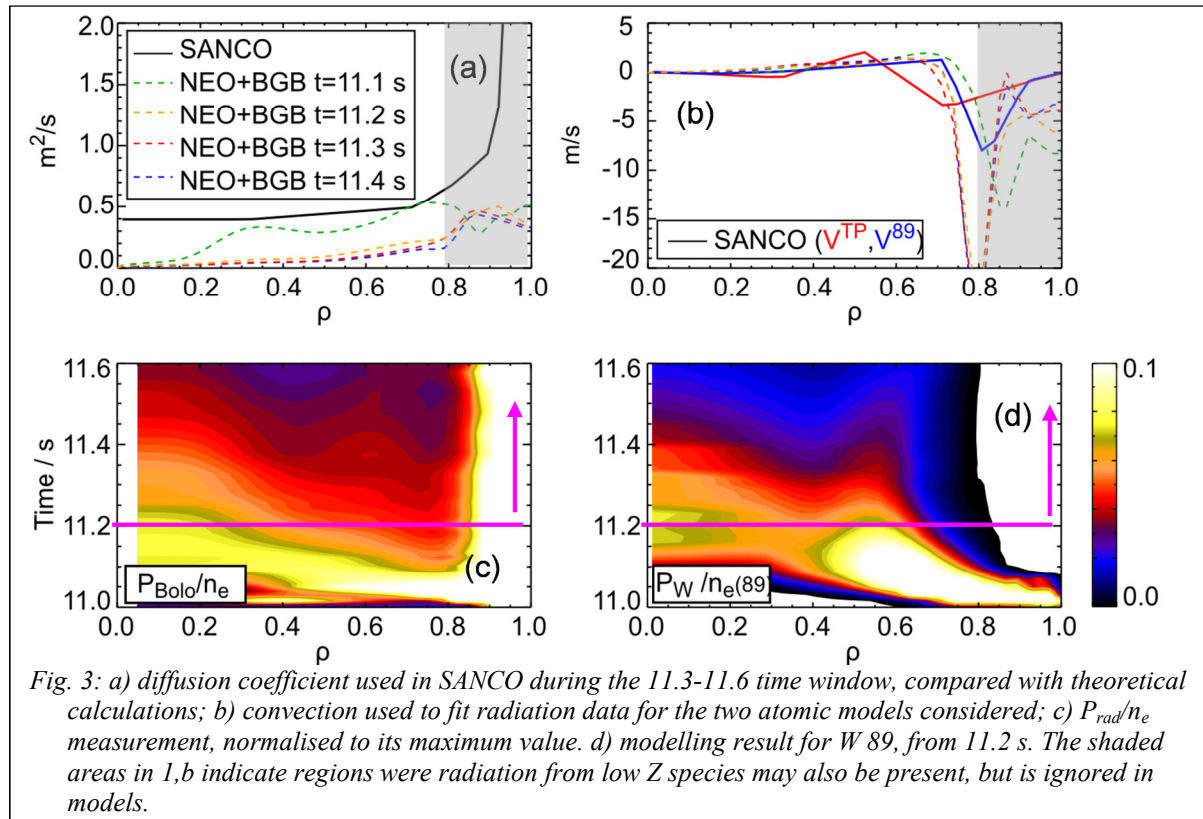 2.0
1.5
1.0
0.5
0.0
m²/s
SANCO
NEO+BGB t=11.1 s
NEO+BGB t=11.2 s
NEO+BGB t=11.3 s
NEO+BGB t=11.4 s
(a)
0.0 0.2 0.4 0.6 0.8 1.0
ρ
0
-5
-10
-15
-20
m/s
(b)
SANCO (V^TP,V^89)
0.0 0.2 0.4 0.6 0.8 1.0
ρ
11.6
11.4
11.2
11.0
Time / s
(c)
P_Bolo/n_e
0.0 0.2 0.4 0.6 0.8 1.0
ρ
11.6
11.4
11.2
11.0
(d)
P_W/n_e(89)
0.0 0.2 0.4 0.6 0.8 1.0
ρ
0.1
0.0
Fig. 3: a) diffusion coefficient used in SANCO during the 11.3-11.6 time window, compared with theoretical
calculations; b) convection used to fit radiation data for the two atomic models considered; c) P_rad/n_e
measurement, normalised to its maximum value. d) modelling result for W 89, from 11.2 s. The shaded
areas in 1,b indicate regions were radiation from low Z species may also be present, but is ignored in
models.